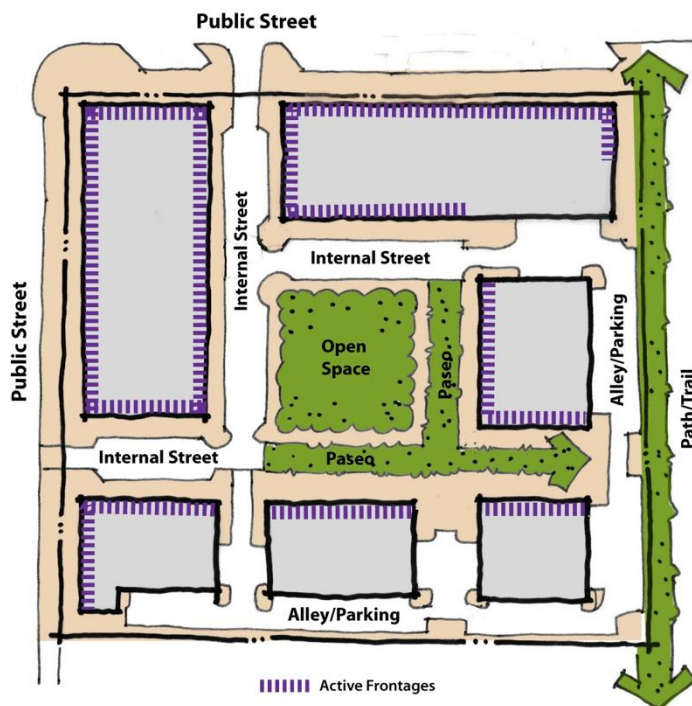 Public Street
Public Street
Internal Street
Internal Street
Open
Space
Paseo
Alley/Parking
Path/Trail
Internal Street
Paseo
Alley/Parking
Active Frontages